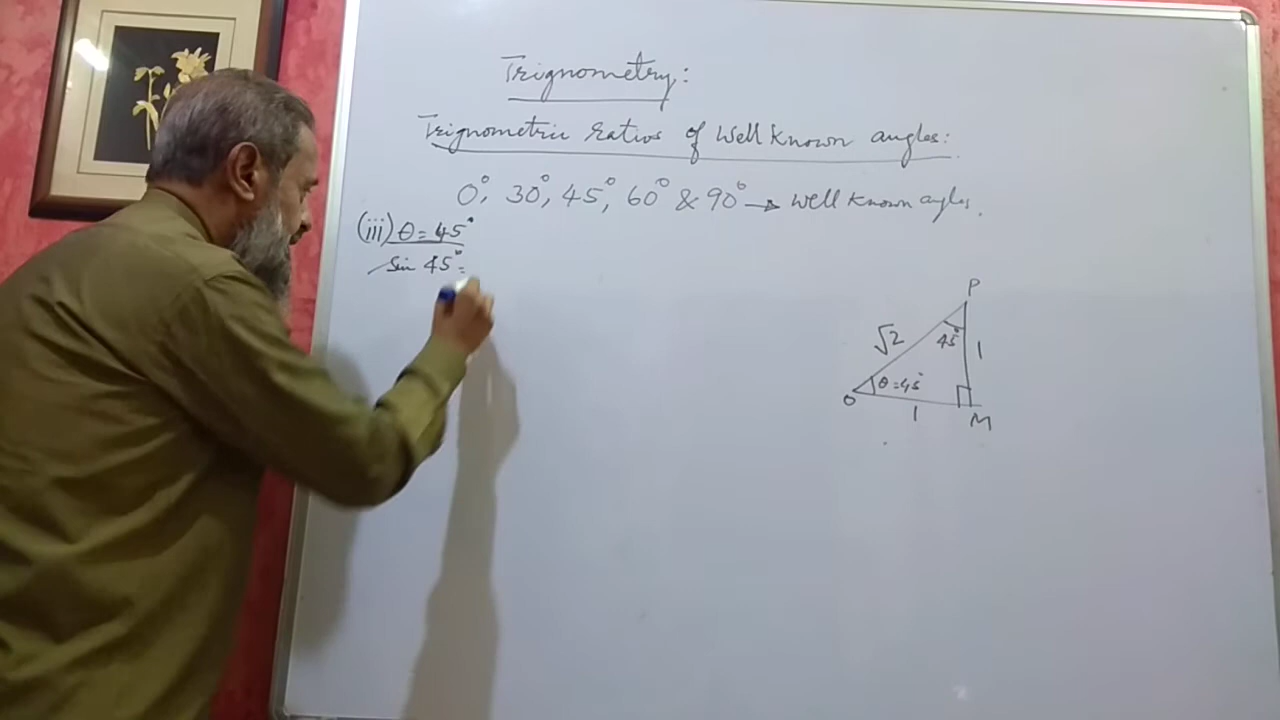 Trignometry:
Trignometric Ratios of Well Known angles:
0°, 30°, 45°, 60° & 90° → Well Known angles.
(iii) θ = 45°
Sin 45° =
P
√2
45°
1
θ = 45°
O
1
M